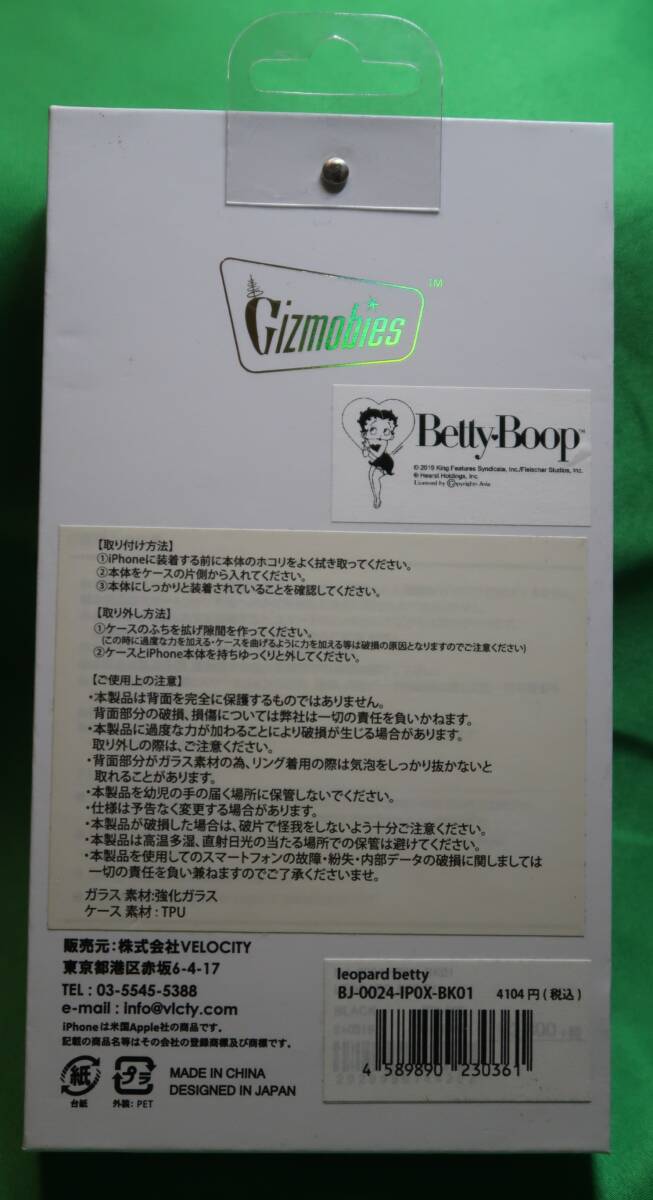 Gizmobies™
Betty Boop™
© 2019 King Features Syndicate, Inc./Fleischer Studios, Inc.
® Hearst Holdings, Inc.
Licensed by Copyrights Asia
【取り付け方法】
①iPhoneに装着する前に本体のホコリをよく拭き取ってください。
②本体をケースの片側から入れてください。
③本体にしっかりと装着されていることを確認してください。
【取り外し方法】
①ケースのふちを拡げ隙間を作ってください。
(この時に過度な力を加える・ケースを曲げるように力を加える等は破損の原因となりますのでご注意ください)
②ケースとiPhone本体を持ちゆっくりと外してください。
【ご使用上の注意】
・本製品は背面を完全に保護するものではありません。
背面部分の破損、損傷については弊社は一切の責任を負いかねます。
・本製品に過度な力が加わることにより破損が生じる場合があります。
取り外しの際は、ご注意ください。
・背面部分がガラス素材の為、リング着用の際は気泡をしっかり抜かないと
取れることがあります。
・本製品を幼児の手の届く場所に保管しないでください。
・仕様は予告なく変更する場合があります。
・本製品が破損した場合は、破片で怪我をしないよう十分ご注意ください。
・本製品は高温多湿、直射日光の当たる場所での保管は避けてください。
・本製品を使用してのスマートフォンの故障・紛失・内部データの破損に関しましては
一切の責任を負い兼ねますのでご了承くださいませ。
ガラス 素材:強化ガラス
ケース 素材:TPU
販売元:株式会社VELOCITY
東京都港区赤坂6-4-17
TEL : 03-5545-5388
e-mail : info@vlcty.com
iPhoneは米国Apple社の商品です。
記載の商品名等はその会社の登録商標及び商標です。
紙
台紙
プラ
外装: PET
MADE IN CHINA
DESIGNED IN JAPAN
leopard betty
BJ-0024-IP0X-BK01 4104円(税込)
4 589890 230361